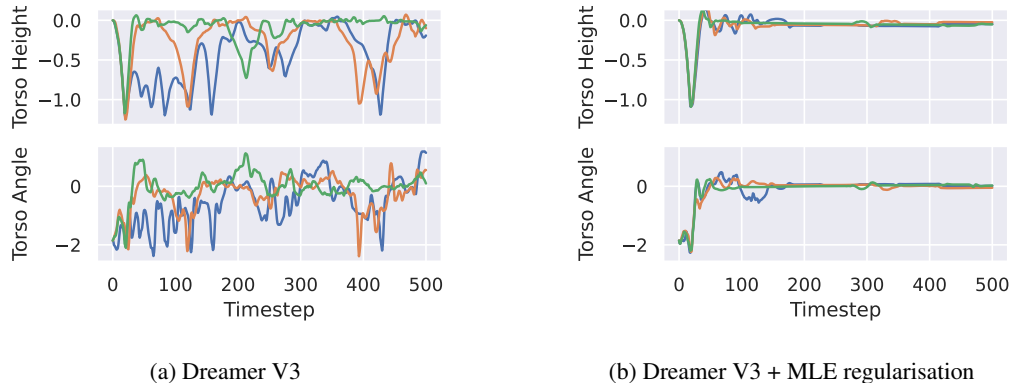 Torso Height
0.0
−0.5
−1.0
Torso Angle
0
−2
0 100 200 300 400 500
Timestep
(a) Dreamer V3
Torso Height
0.0
−0.5
−1.0
Torso Angle
0
−2
0 100 200 300 400 500
Timestep
(b) Dreamer V3 + MLE regularisation